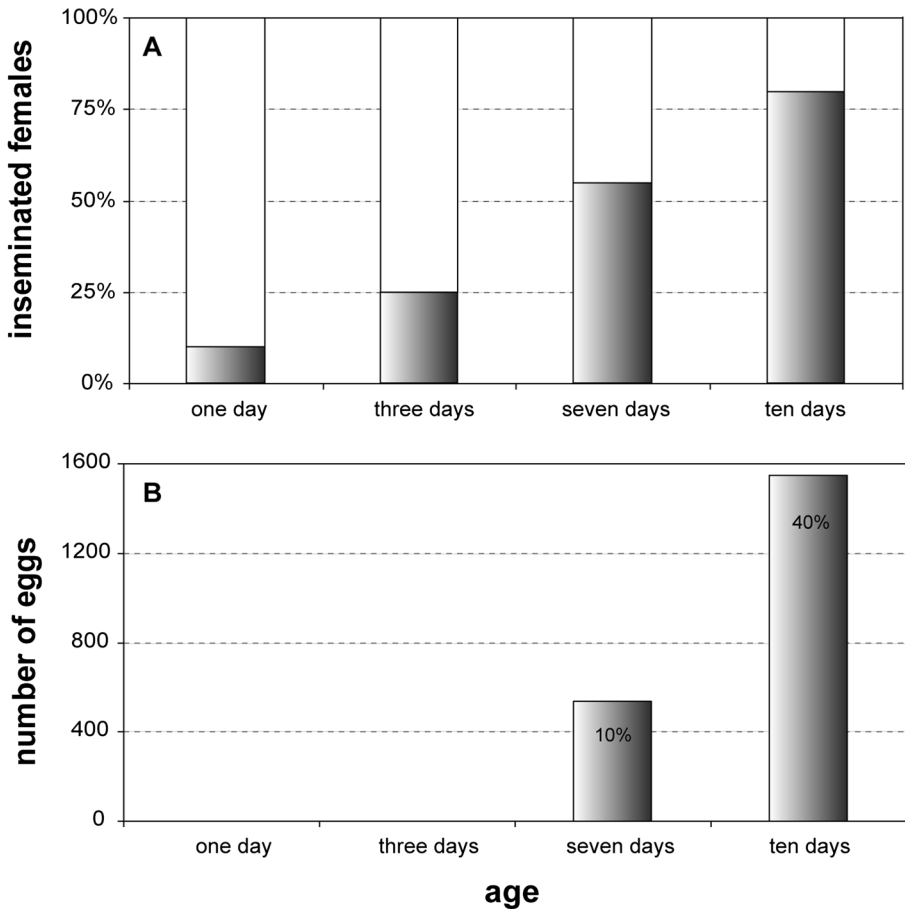 A
inseminated females
100%
75%
50%
25%
0%
one day three days seven days ten days
B
number of eggs
1600
1200
800
400
0
40%
10%
one day three days seven days ten days
age